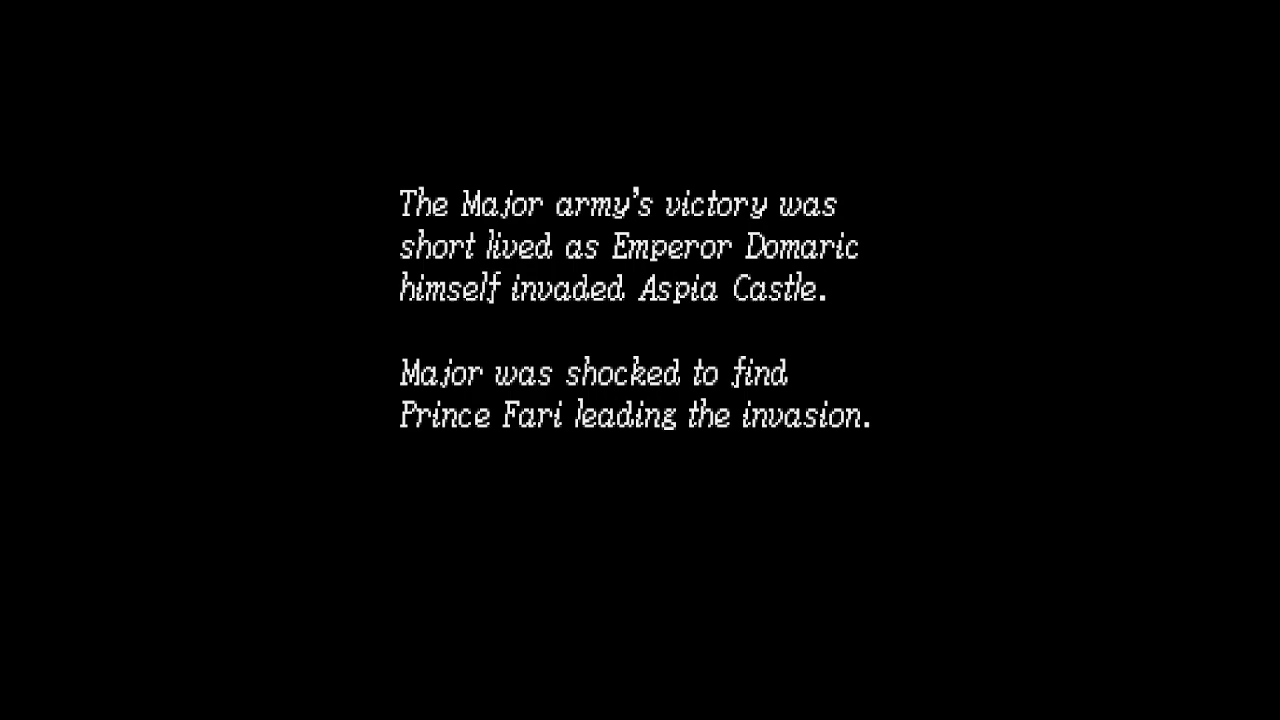 The Major army's victory was
short lived as Emperor Domaric
himself invaded Aspia Castle.
Major was shocked to find
Prince Fari leading the invasion.